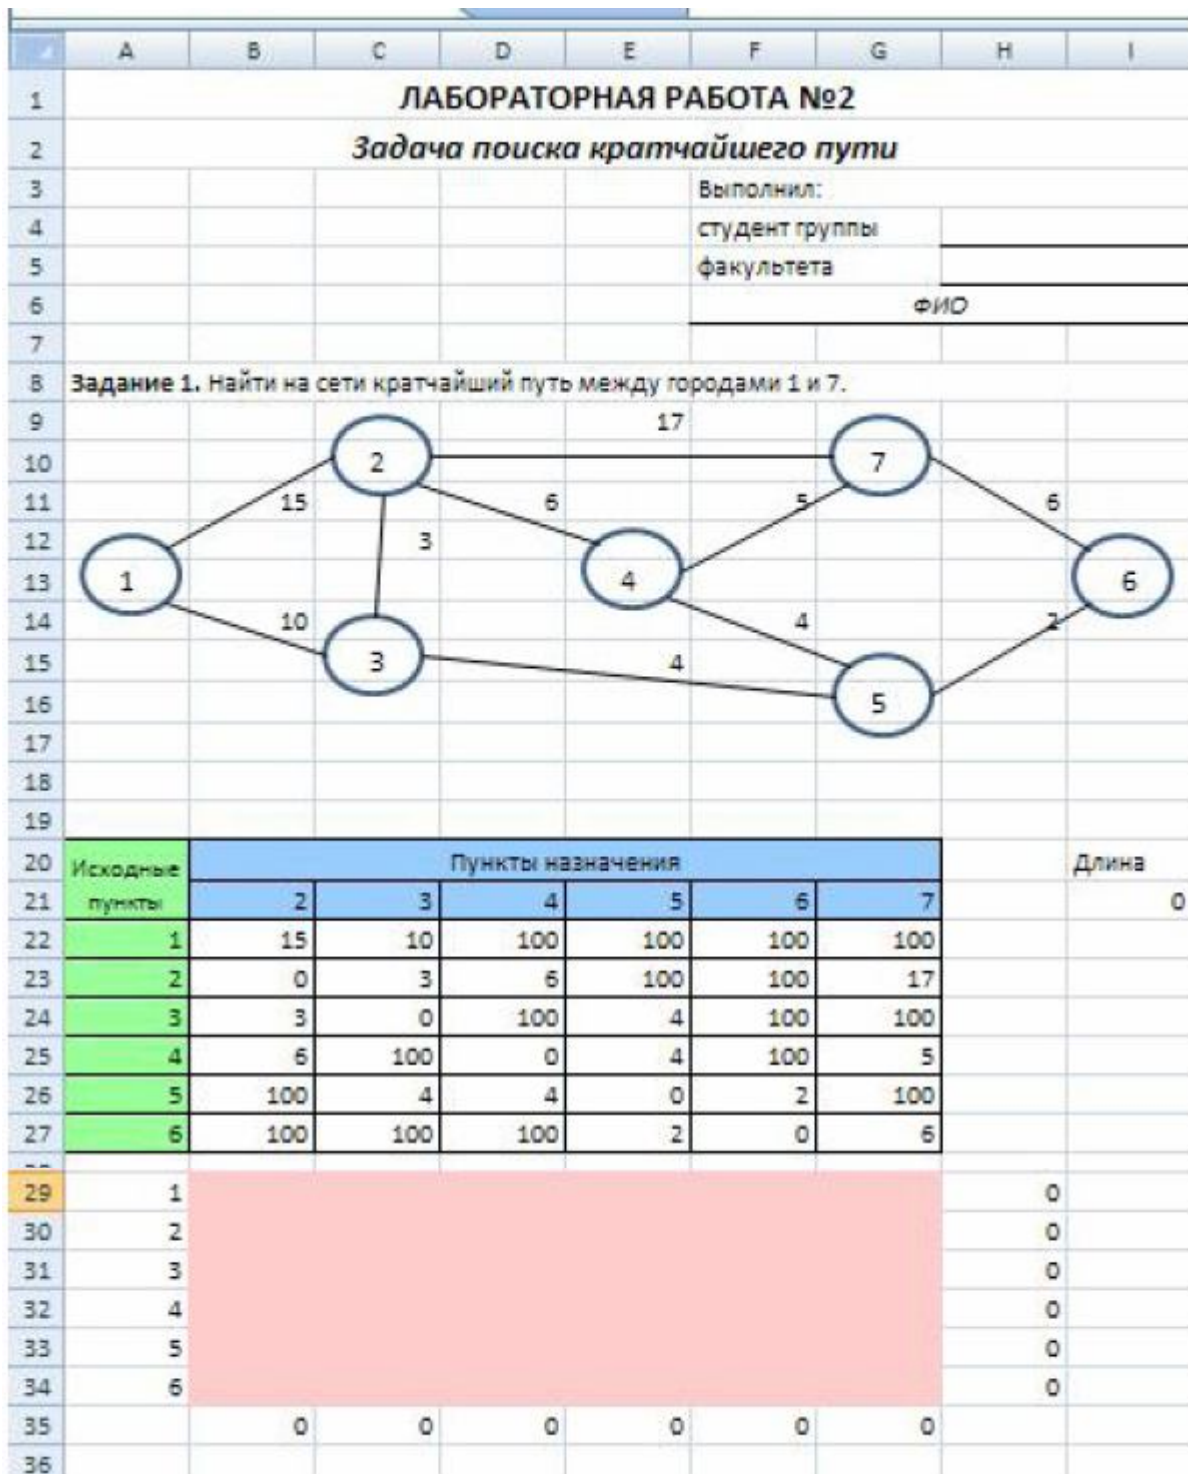 A B C D E F G H I
1 ЛАБОРАТОРНАЯ РАБОТА №2
2 Задача поиска кратчайшего пути
3 Выполнил:
4 студент группы
5 факультета
6 ФИО
7
8 Задание 1. Найти на сети кратчайший путь между городами 1 и 7.
9 17
10 2 7
11 15 6 5 6
12 3
13 1 4 6
14 10 4 2
15 3 4
16 5
17
18
19
20 Исходные Пункты назначения Длина
21 пункты 2 3 4 5 6 7 0
22 1 15 10 100 100 100 100
23 2 0 3 6 100 100 17
24 3 3 0 100 4 100 100
25 4 6 100 0 4 100 5
26 5 100 4 4 0 2 100
27 6 100 100 100 2 0 6
29 1 0
30 2 0
31 3 0
32 4 0
33 5 0
34 6 0
35 0 0 0 0 0 0
36